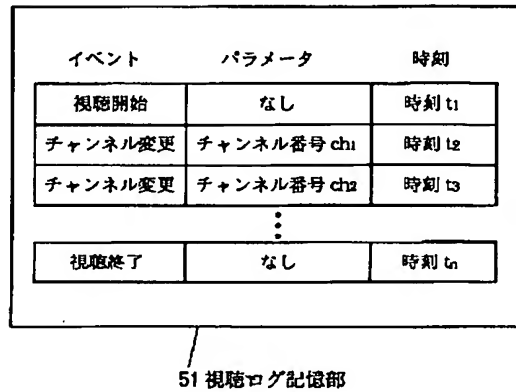 イベント パラメータ 時刻
視聴開始 なし 時刻 t1
チャンネル変更 チャンネル番号 ch1 時刻 t2
チャンネル変更 チャンネル番号 ch2 時刻 t3
視聴終了 なし 時刻 tn
51 視聴ログ記憶部